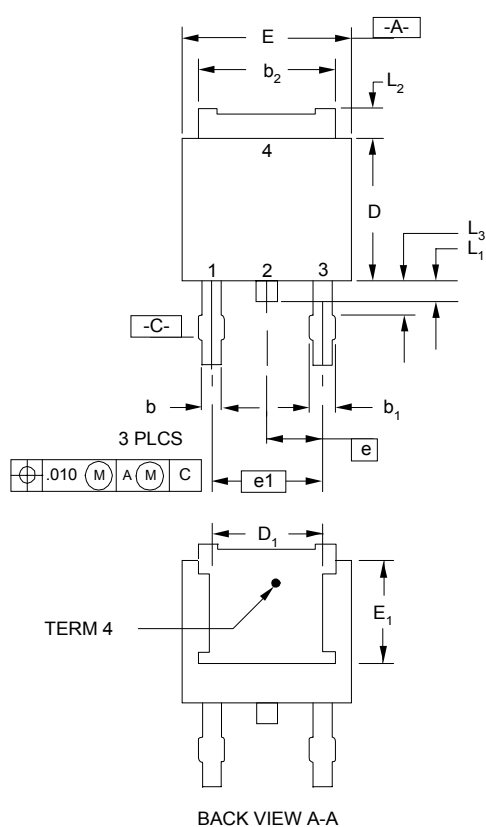 -A-
E
b2
L2
4
D
L3
L1
1 2 3
-C-
b
b1
3 PLCS
e
.010 M A M C
e1
D1
TERM 4
E1
BACK VIEW A-A